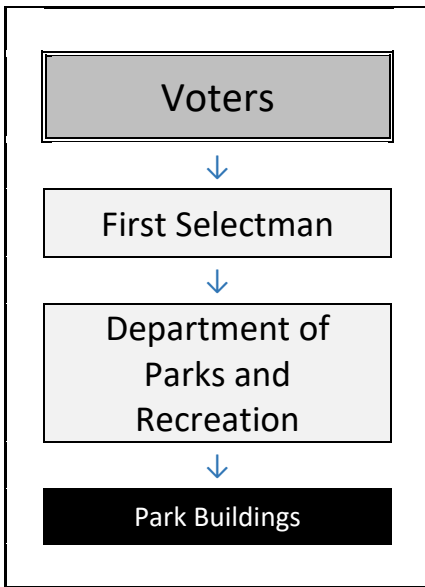 Voters
↓
First Selectman
↓
Department of
Parks and
Recreation
↓
Park Buildings